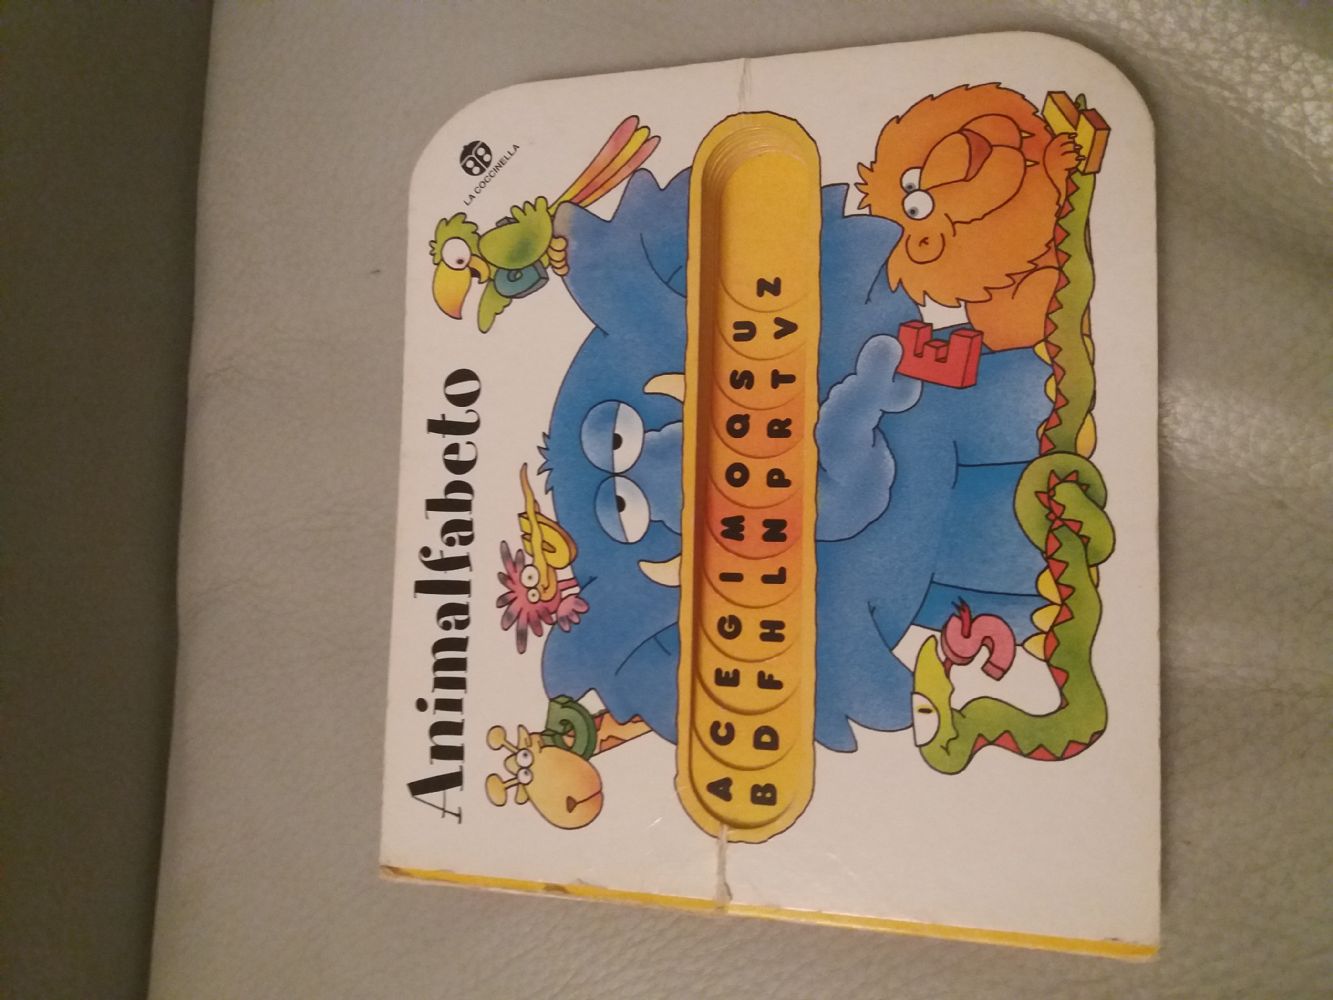 Animalfabeto
LA COCCINELLA
A C E G I M O Q S U
B D F H L N P R T V Z
G
E
S